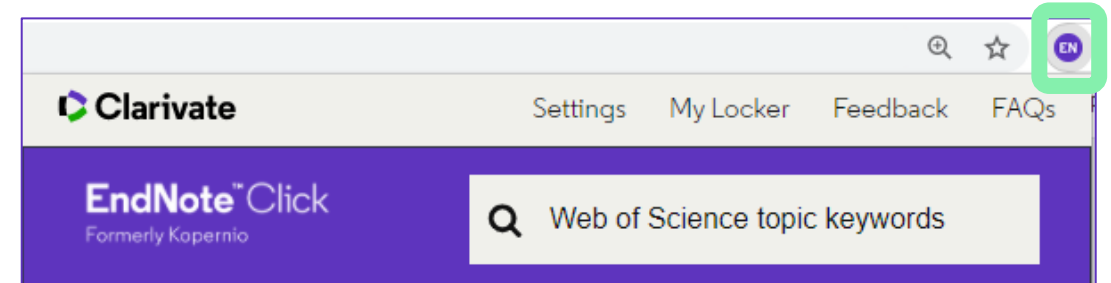 EN
Clarivate
Settings My Locker Feedback FAQs
EndNote™ Click
Formerly Kopernio
Web of Science topic keywords